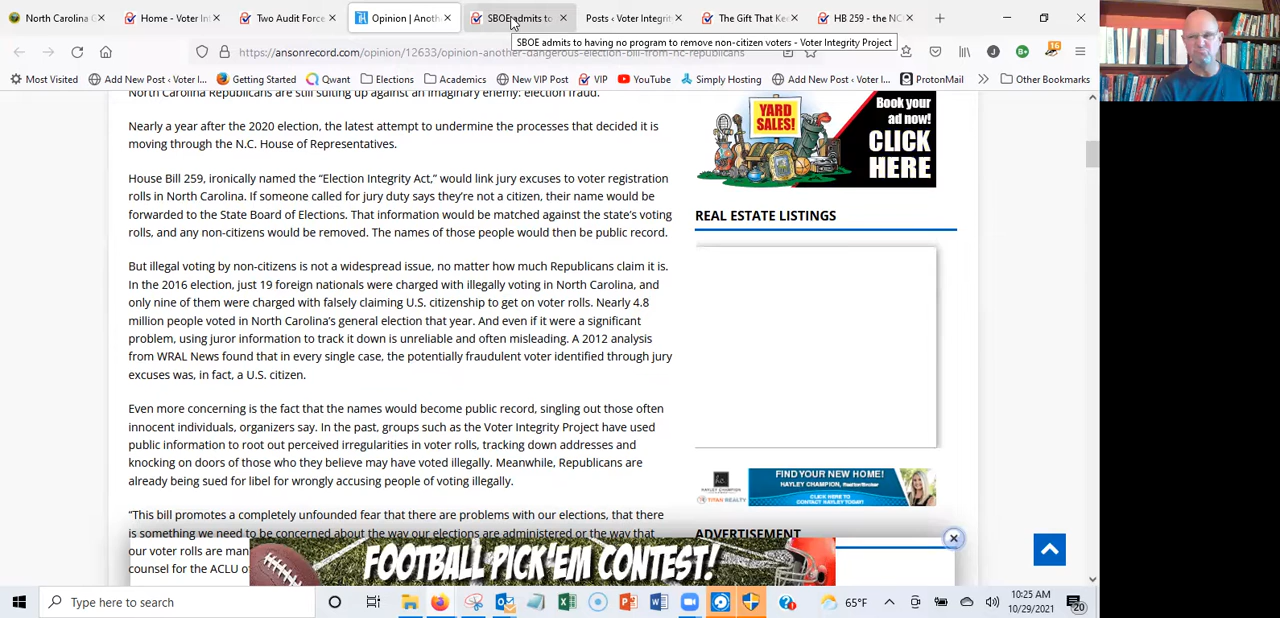 North Carolina C
Home - Voter In
Two Audit Force
Opinion | Anoth
SBOE admits to
Posts ‹ Voter Integrit
The Gift That Ke
HB 259 - the NC
SBOE admits to having no program to remove non-citizen voters - Voter Integrity Project
https://ansonrecord.com/opinion/12633/opinion-another-dangerous-election-bill-from-nc-republicans
J
B+
16
Most Visited
Add New Post ‹ Voter I...
Getting Started
Qwant
Elections
Academics
New VIP Post
VIP
YouTube
Simply Hosting
Add New Post ‹ Voter I...
ProtonMail
Other Bookmarks
North Carolina Republicans are still suiting up against an imaginary enemy: election fraud.
Nearly a year after the 2020 election, the latest attempt to undermine the processes that decided it is
moving through the N.C. House of Representatives.
House Bill 259, ironically named the “Election Integrity Act,” would link jury excuses to voter registration
rolls in North Carolina. If someone called for jury duty says they’re not a citizen, their name would be
forwarded to the State Board of Elections. That information would be matched against the state’s voting
rolls, and any non-citizens would be removed. The names of those people would then be public record.
But illegal voting by non-citizens is not a widespread issue, no matter how much Republicans claim it is.
In the 2016 election, just 19 foreign nationals were charged with illegally voting in North Carolina, and
only nine of them were charged with falsely claiming U.S. citizenship to get on voter rolls. Nearly 4.8
million people voted in North Carolina’s general election that year. And even if it were a significant
problem, using juror information to track it down is unreliable and often misleading. A 2012 analysis
from WRAL News found that in every single case, the potentially fraudulent voter identified through jury
excuses was, in fact, a U.S. citizen.
Even more concerning is the fact that the names would become public record, singling out those often
innocent individuals, organizers say. In the past, groups such as the Voter Integrity Project have used
public information to root out perceived irregularities in voter rolls, tracking down addresses and
knocking on doors of those who they believe may have voted illegally. Meanwhile, Republicans are
already being sued for libel for wrongly accusing people of voting illegally.
“Till promotes a completely unfounded fear that there are problems with our elections, that there
is something we need to be concerned about the way our elections are administered or the way that
our voter rolls are man
counsel for the ACLU o
YARD
SALES!
Book your
ad now!
CLICK
HERE
REAL ESTATE LISTINGS
hc
HAYLEY CHAMPION
TITAN REALTY
FIND YOUR NEW HOME!
HAYLEY CHAMPION, Realtor/Broker
CLICK HERE TO
CONTACT HAYLEY TODAY!
ADVERTISEMENT
FOOTBALL PICK'EM CONTEST!
Type here to search
65°F
10:25 AM
10/29/2021
20